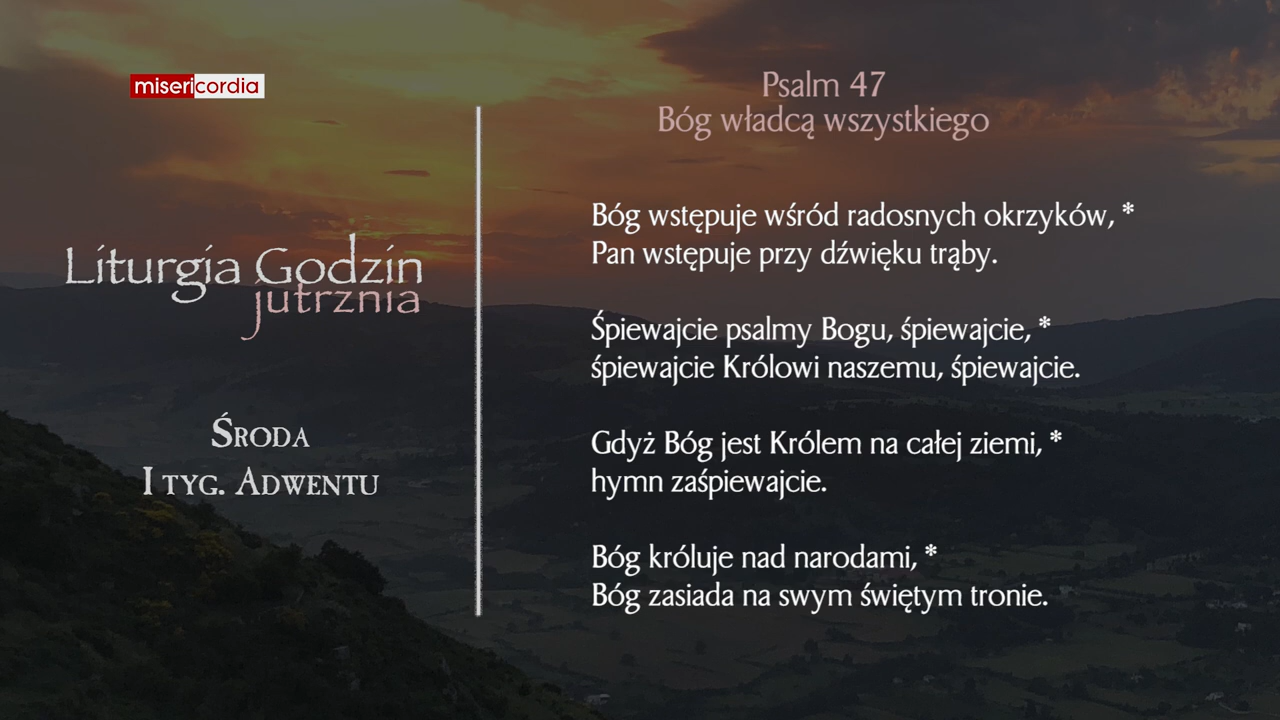 misericordia
Liturgia Godzin
jutrznia
Środa
I tyg. Adwentu
Psalm 47
Bóg władcą wszystkiego
Bóg wstępuje wśród radosnych okrzyków, *
Pan wstępuje przy dźwięku trąby.
Śpiewajcie psalmy Bogu, śpiewajcie, *
śpiewajcie Królowi naszemu, śpiewajcie.
Gdyż Bóg jest Królem na całej ziemi, *
hymn zaśpiewajcie.
Bóg króluje nad narodami, *
Bóg zasiada na swym świętym tronie.